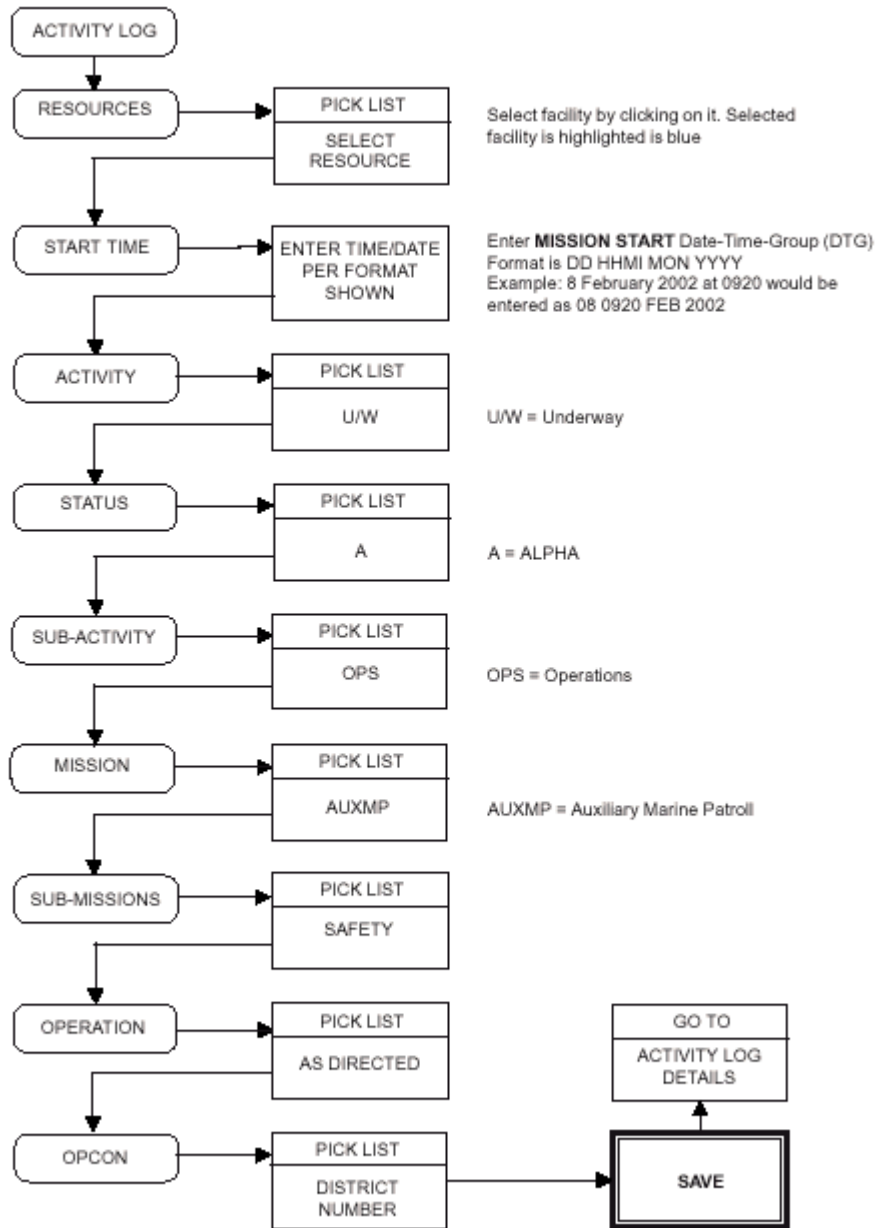 ACTIVITY LOG
RESOURCES
PICK LIST
SELECT
RESOURCE
Select facility by clicking on it. Selected
facility is highlighted is blue
START TIME
ENTER TIME/DATE
PER FORMAT
SHOWN
Enter MISSION START Date-Time-Group (DTG)
Format is DD HHMI MON YYYY
Example: 8 February 2002 at 0920 would be
entered as 08 0920 FEB 2002
ACTIVITY
PICK LIST
U/W
U/W = Underway
STATUS
PICK LIST
A
A = ALPHA
SUB-ACTIVITY
PICK LIST
OPS
OPS = Operations
MISSION
PICK LIST
AUXMP
AUXMP = Auxiliary Marine Patroll
SUB-MISSIONS
PICK LIST
SAFETY
OPERATION
PICK LIST
AS DIRECTED
OPCON
PICK LIST
DISTRICT
NUMBER
SAVE
GO TO
ACTIVITY LOG
DETAILS